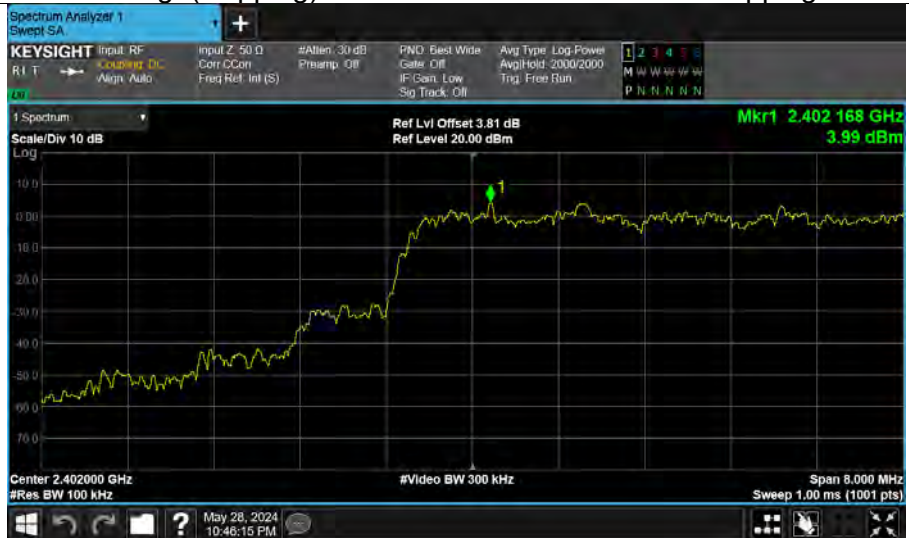 Spectrum Analyzer 1
Swept SA
+
KEYSIGHT
Input: RF
Coupling: DC
Align: Auto
Input Z: 50 Ω
Corr CCorr
Freq Ref: Int (S)
#Atten: 30 dB
Preamp: Off
PNO: Best Wide
Gate: Off
IF Gain: Low
Sig Track: Off
Avg Type: Log-Power
Avg|Hold: 2000/2000
Trig: Free Run
1 2 3 4 5 6
M W W W W W
P N N N N N
1 Spectrum
Scale/Div 10 dB
Log
Ref Lvl Offset 3.81 dB
Ref Level 20.00 dBm
Mkr1 2.402 168 GHz
3.99 dBm
10.0
0.00
-10.0
-20.0
-30.0
-40.0
-50.0
-60.0
-70.0
1
Center 2.402000 GHz
#Res BW 100 kHz
#Video BW 300 kHz
Span 8.000 MHz
Sweep 1.00 ms (1001 pts)
?
May 28, 2024
10:46:15 PM